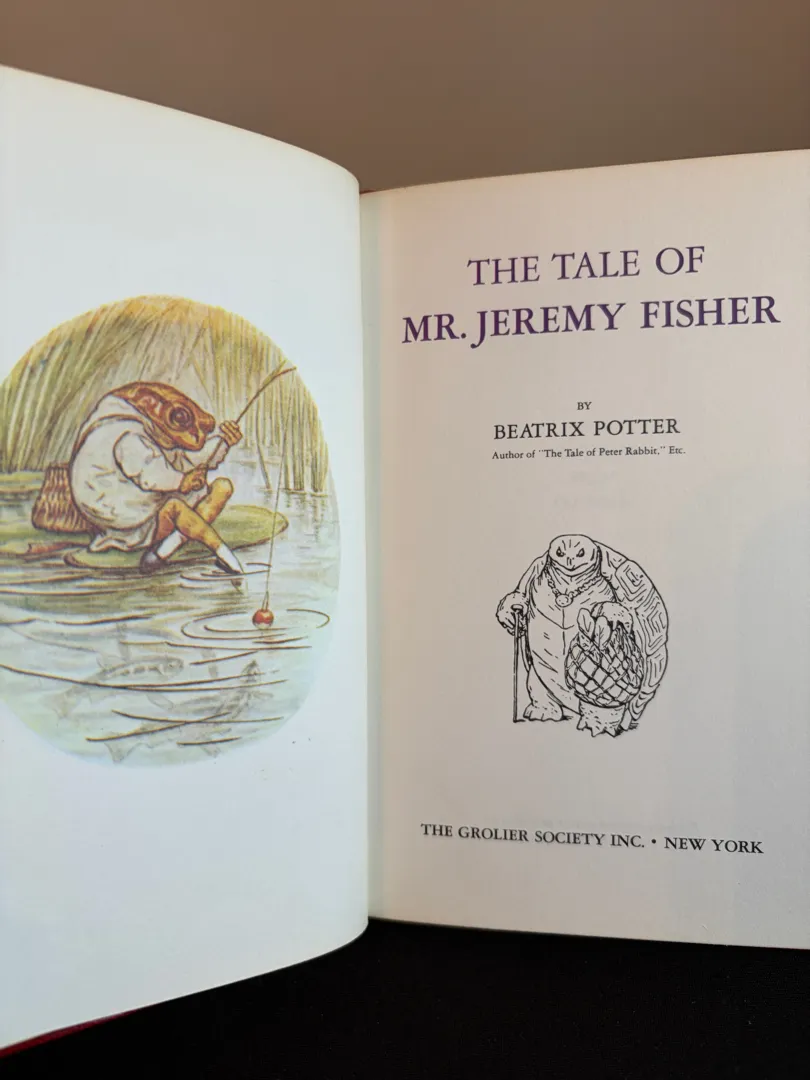 THE TALE OF
MR. JEREMY FISHER
BY
BEATRIX POTTER
Author of "The Tale of Peter Rabbit," Etc.
THE GROLIER SOCIETY INC. • NEW YORK